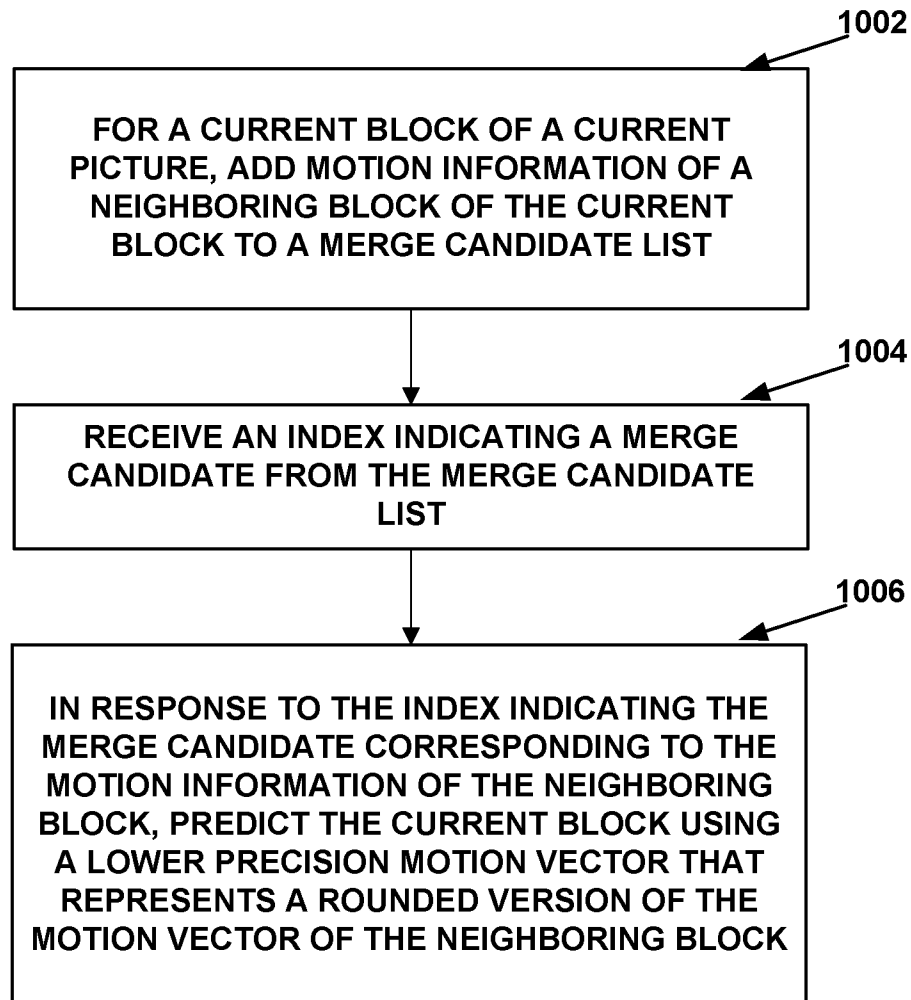 1002
FOR A CURRENT BLOCK OF A CURRENT
PICTURE, ADD MOTION INFORMATION OF A
NEIGHBORING BLOCK OF THE CURRENT
BLOCK TO A MERGE CANDIDATE LIST
1004
RECEIVE AN INDEX INDICATING A MERGE
CANDIDATE FROM THE MERGE CANDIDATE
LIST
1006
IN RESPONSE TO THE INDEX INDICATING THE
MERGE CANDIDATE CORRESPONDING TO THE
MOTION INFORMATION OF THE NEIGHBORING
BLOCK, PREDICT THE CURRENT BLOCK USING
A LOWER PRECISION MOTION VECTOR THAT
REPRESENTS A ROUNDED VERSION OF THE
MOTION VECTOR OF THE NEIGHBORING BLOCK